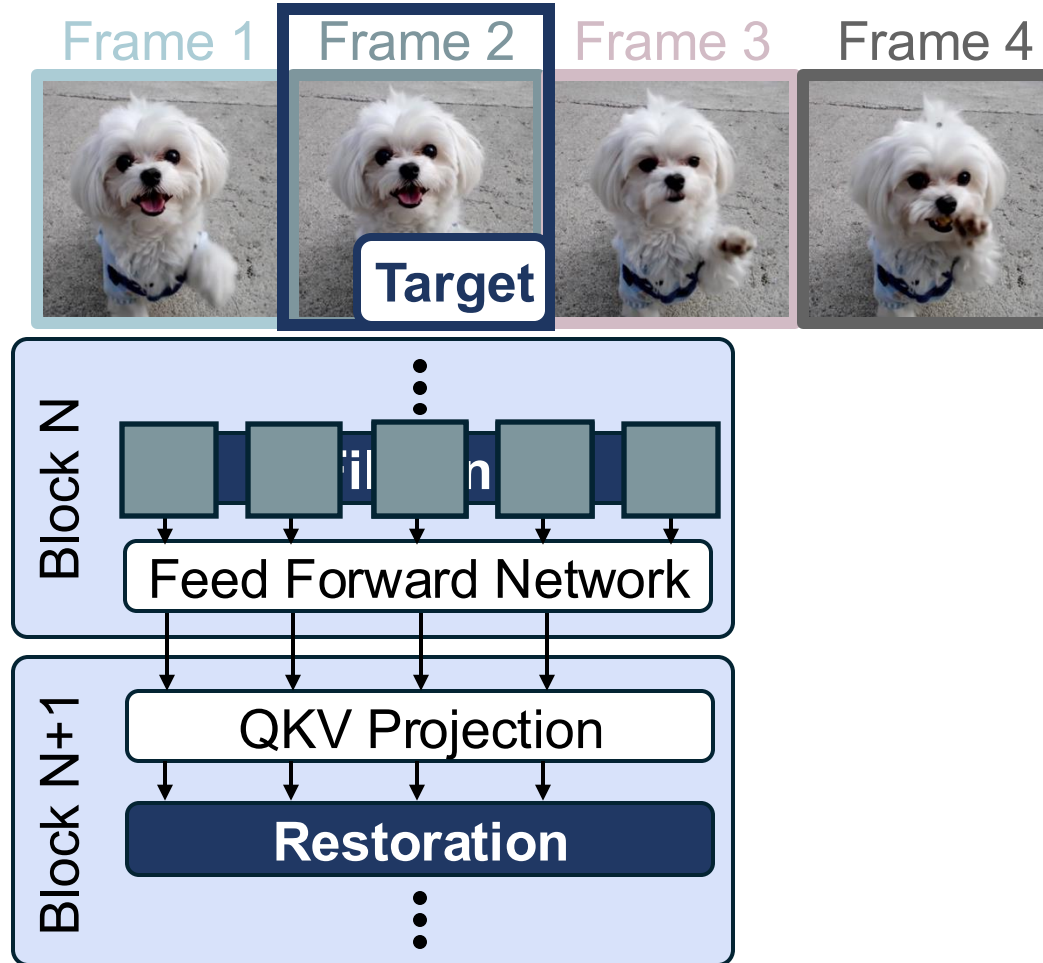 Frame 1
Frame 2
Frame 3
Frame 4
Target
Block N
Feed Forward Network
Block N+1
QKV Projection
Restoration